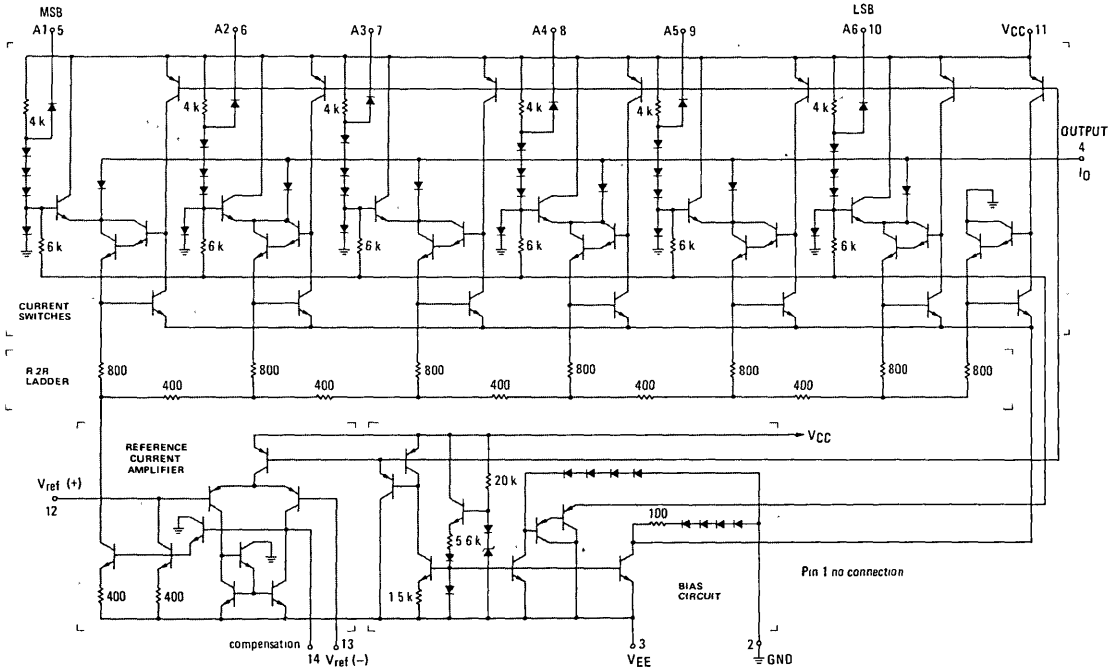 MSB
LSB
A1 5
A2 6
A3 7
A4 8
A5 9
A6 10
VCC 11
4 k
4 k
4 k
4 k
4 k
4 k
OUTPUT
4
IO
6 k
6 k
6 k
6 k
6 k
6 k
CURRENT
SWITCHES
R 2R
LADDER
800
800
800
800
800
800
800
400
400
400
400
400
REFERENCE
CURRENT
AMPLIFIER
VCC
Vref (+)
12
20 k
5 6 k
100
1 5 k
400
400
BIAS
CIRCUIT
Pin 1 no connection
compensation
14
13
Vref (-)
3
VEE
2
GND